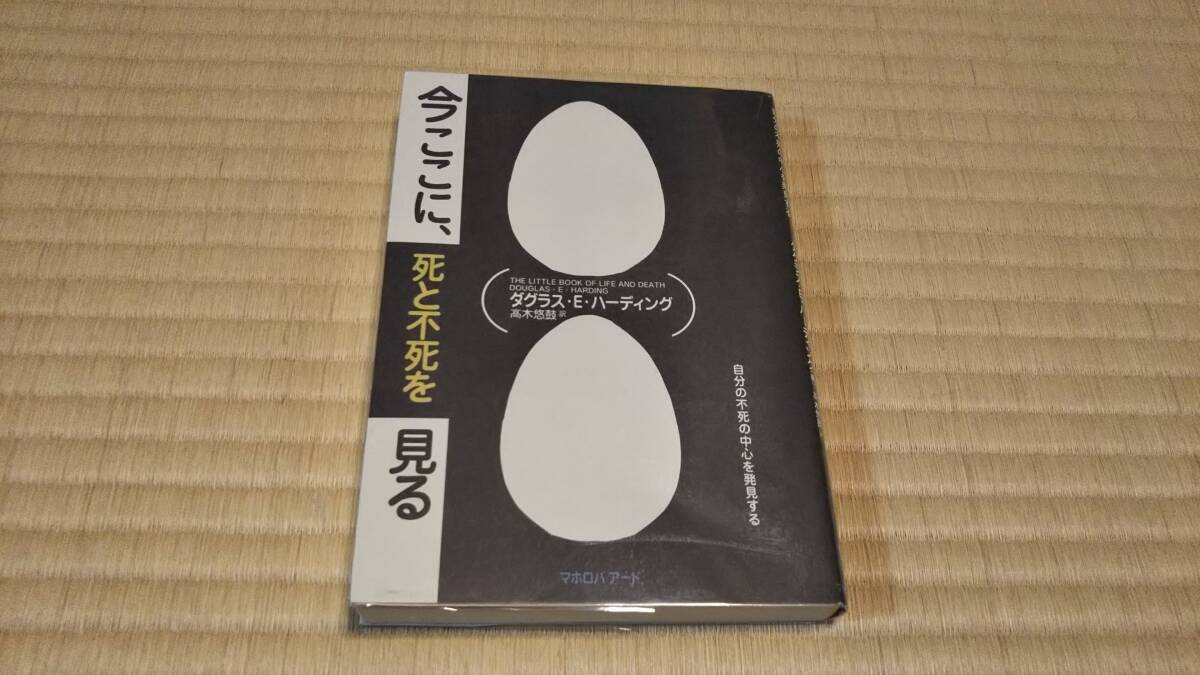 今ここに、
死と不死を
見る
THE LITTLE BOOK OF LIFE AND DEATH
DOUGLAS・E・HARDING
ダグラス・E・ハーディング
髙木悠鼓 訳
自分の不死の中心を発見する
マホロバアート